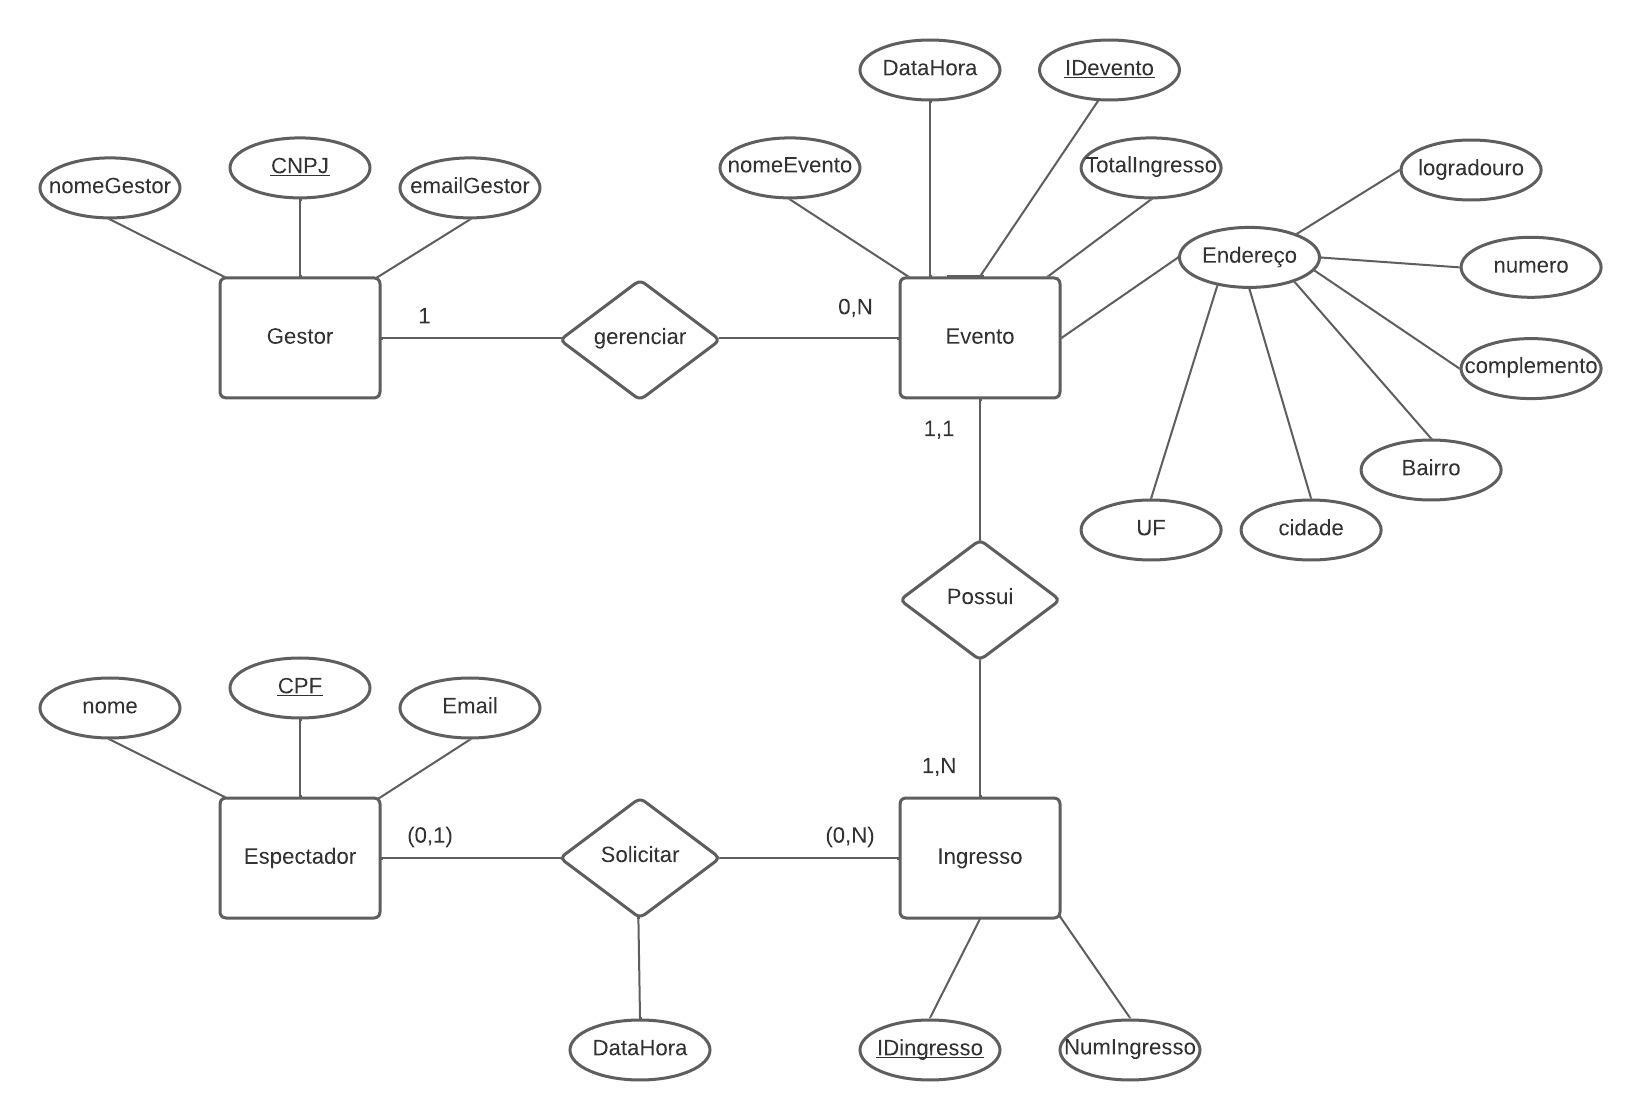 DataHora
IDevento
nomeGestor
CNPJ
emailGestor
nomeEvento
TotalIngresso
logradouro
Endereço
numero
Gestor
1
gerenciar
0,N
Evento
complemento
1,1
Bairro
UF
cidade
Possui
nome
CPF
Email
1,N
Espectador
(0,1)
Solicitar
(0,N)
Ingresso
DataHora
IDingresso
NumIngresso